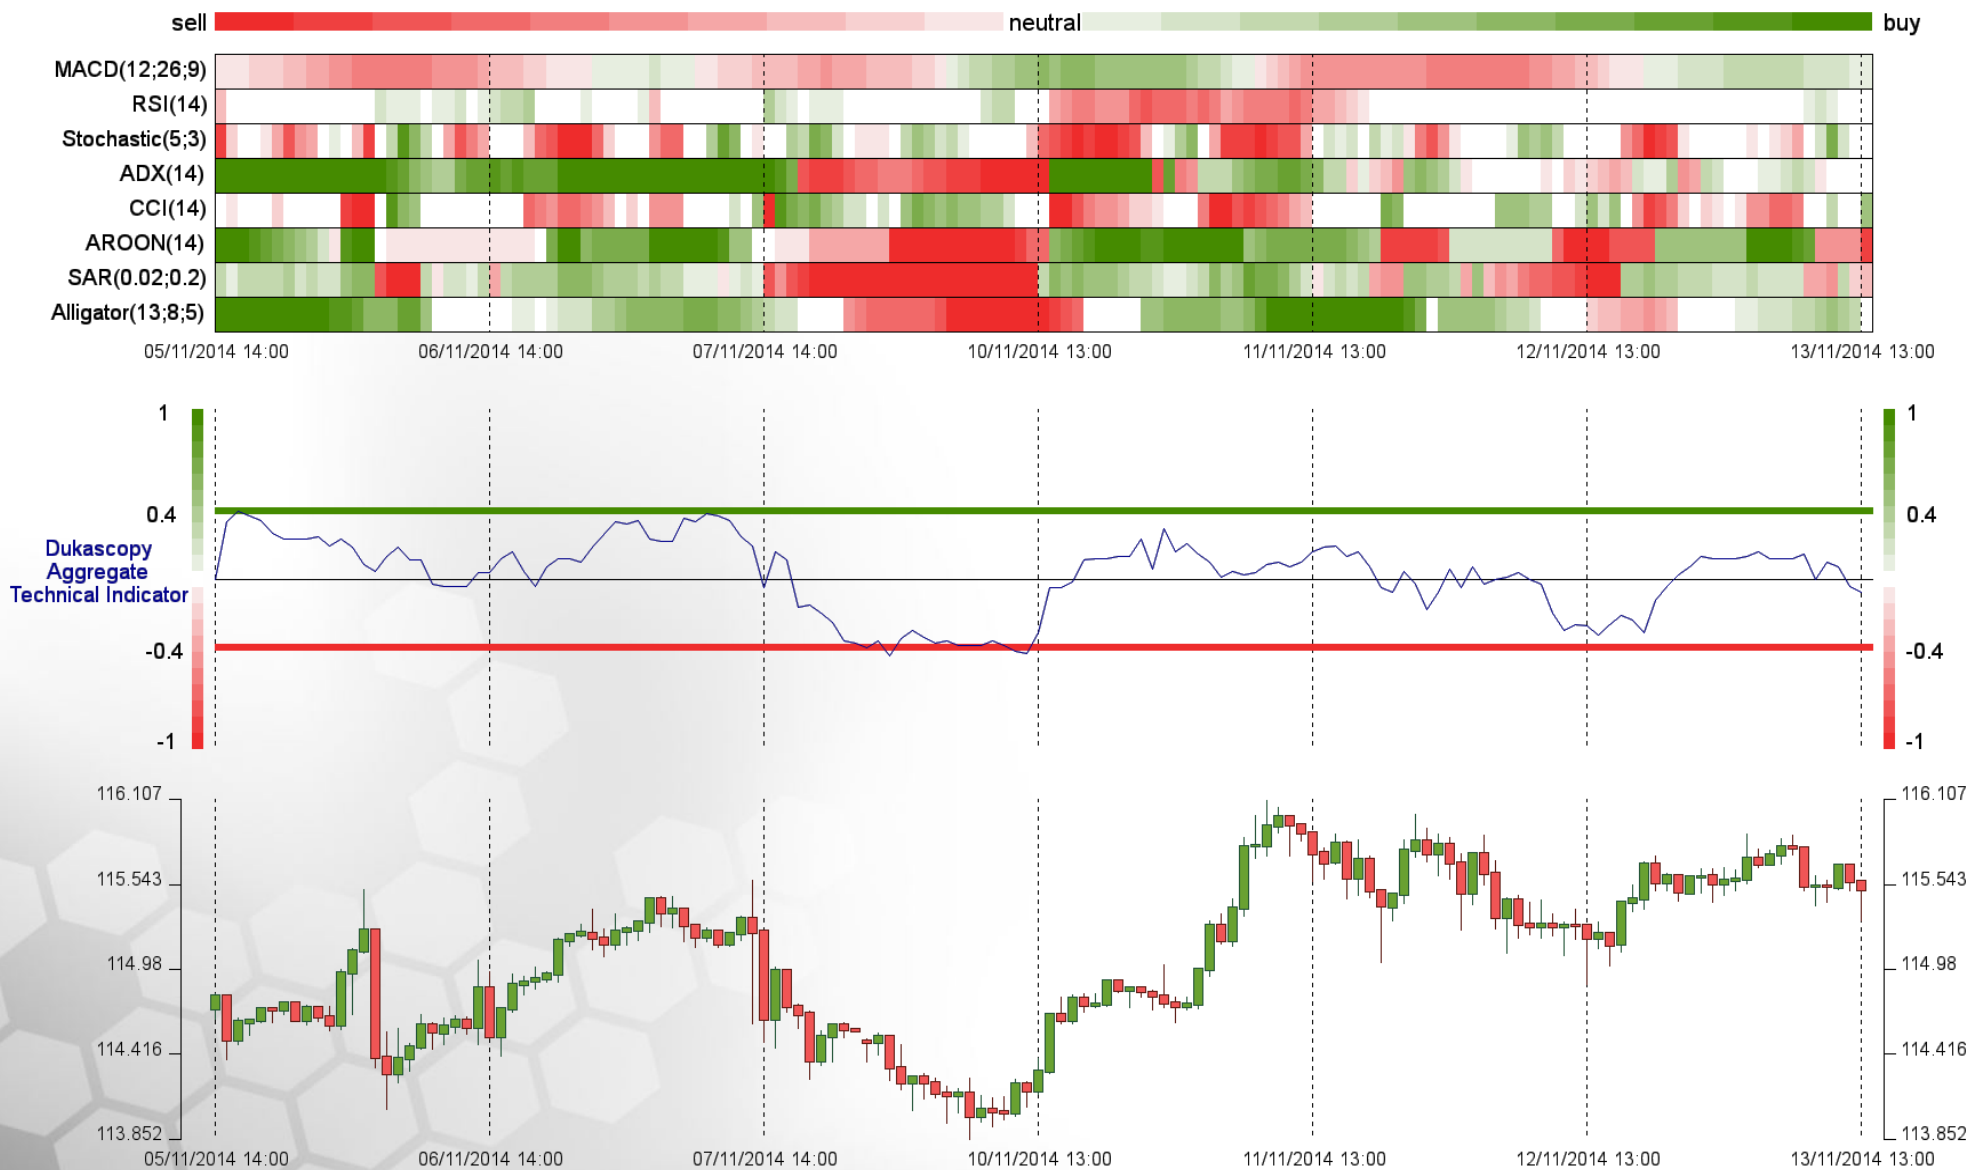 sell neutral buy
MACD(12;26;9)
RSI(14)
Stochastic(5;3)
ADX(14)
CCI(14)
AROON(14)
SAR(0.02;0.2)
Alligator(13;8;5)
05/11/2014 14:00 06/11/2014 14:00 07/11/2014 14:00 10/11/2014 13:00 11/11/2014 13:00 12/11/2014 13:00 13/11/2014 13:00
1 1
0.4 0.4
Dukascopy
Aggregate
Technical Indicator
-0.4 -0.4
-1 -1
116.107 116.107
115.543 115.543
114.98 114.98
114.416 114.416
113.852 113.852
05/11/2014 14:00 06/11/2014 14:00 07/11/2014 14:00 10/11/2014 13:00 11/11/2014 13:00 12/11/2014 13:00 13/11/2014 13:00